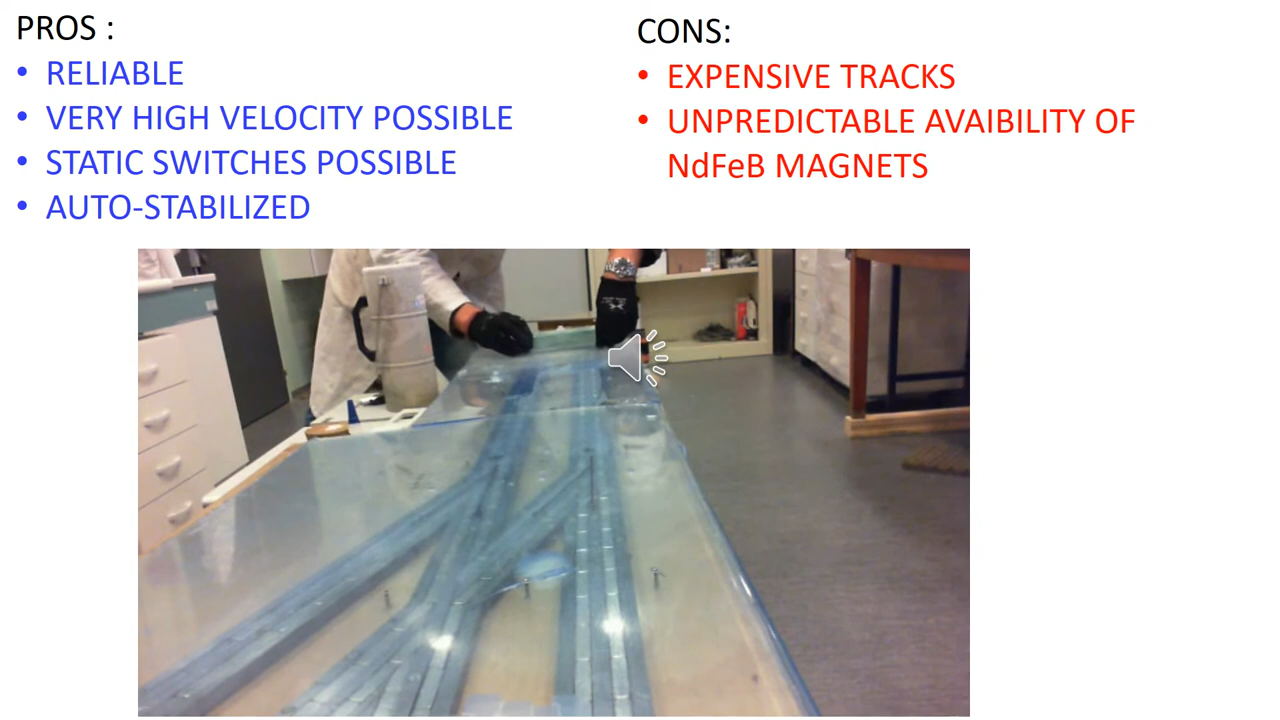 PROS :
• RELIABLE
• VERY HIGH VELOCITY POSSIBLE
• STATIC SWITCHES POSSIBLE
• AUTO-STABILIZED
CONS:
• EXPENSIVE TRACKS
• UNPREDICTABLE AVAIBILITY OF
NdFeB MAGNETS